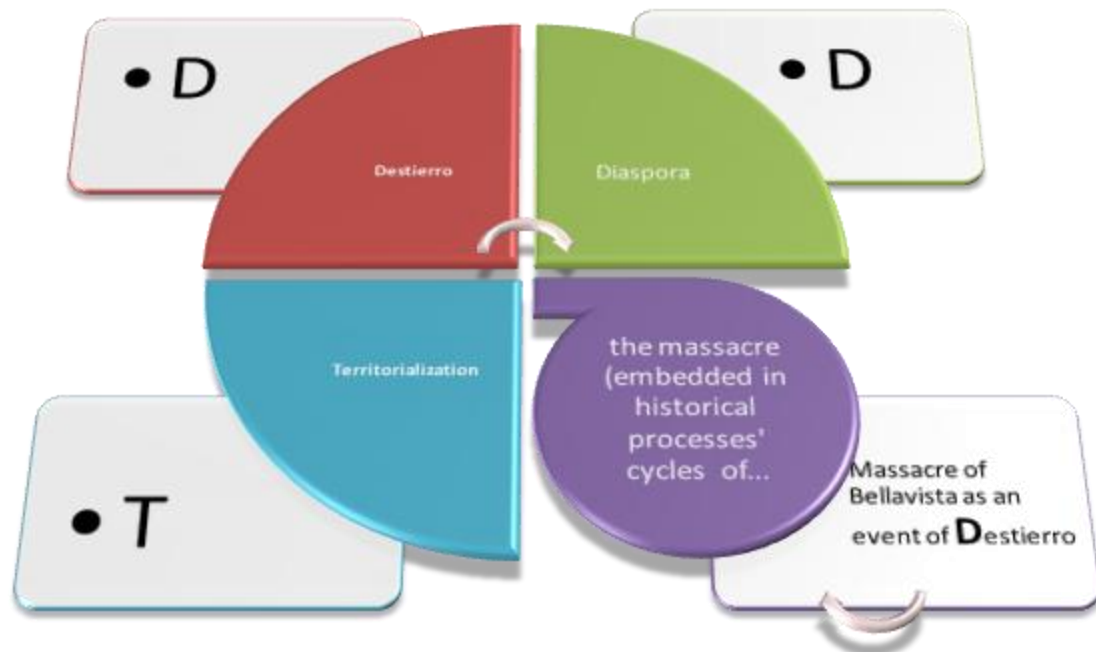 • D
• D
Destierro
Diaspora
Territorialization
the massacre
(embedded in
historical
processes'
cycles of...
• T
Massacre of
Bellavista as an
event of Destierro